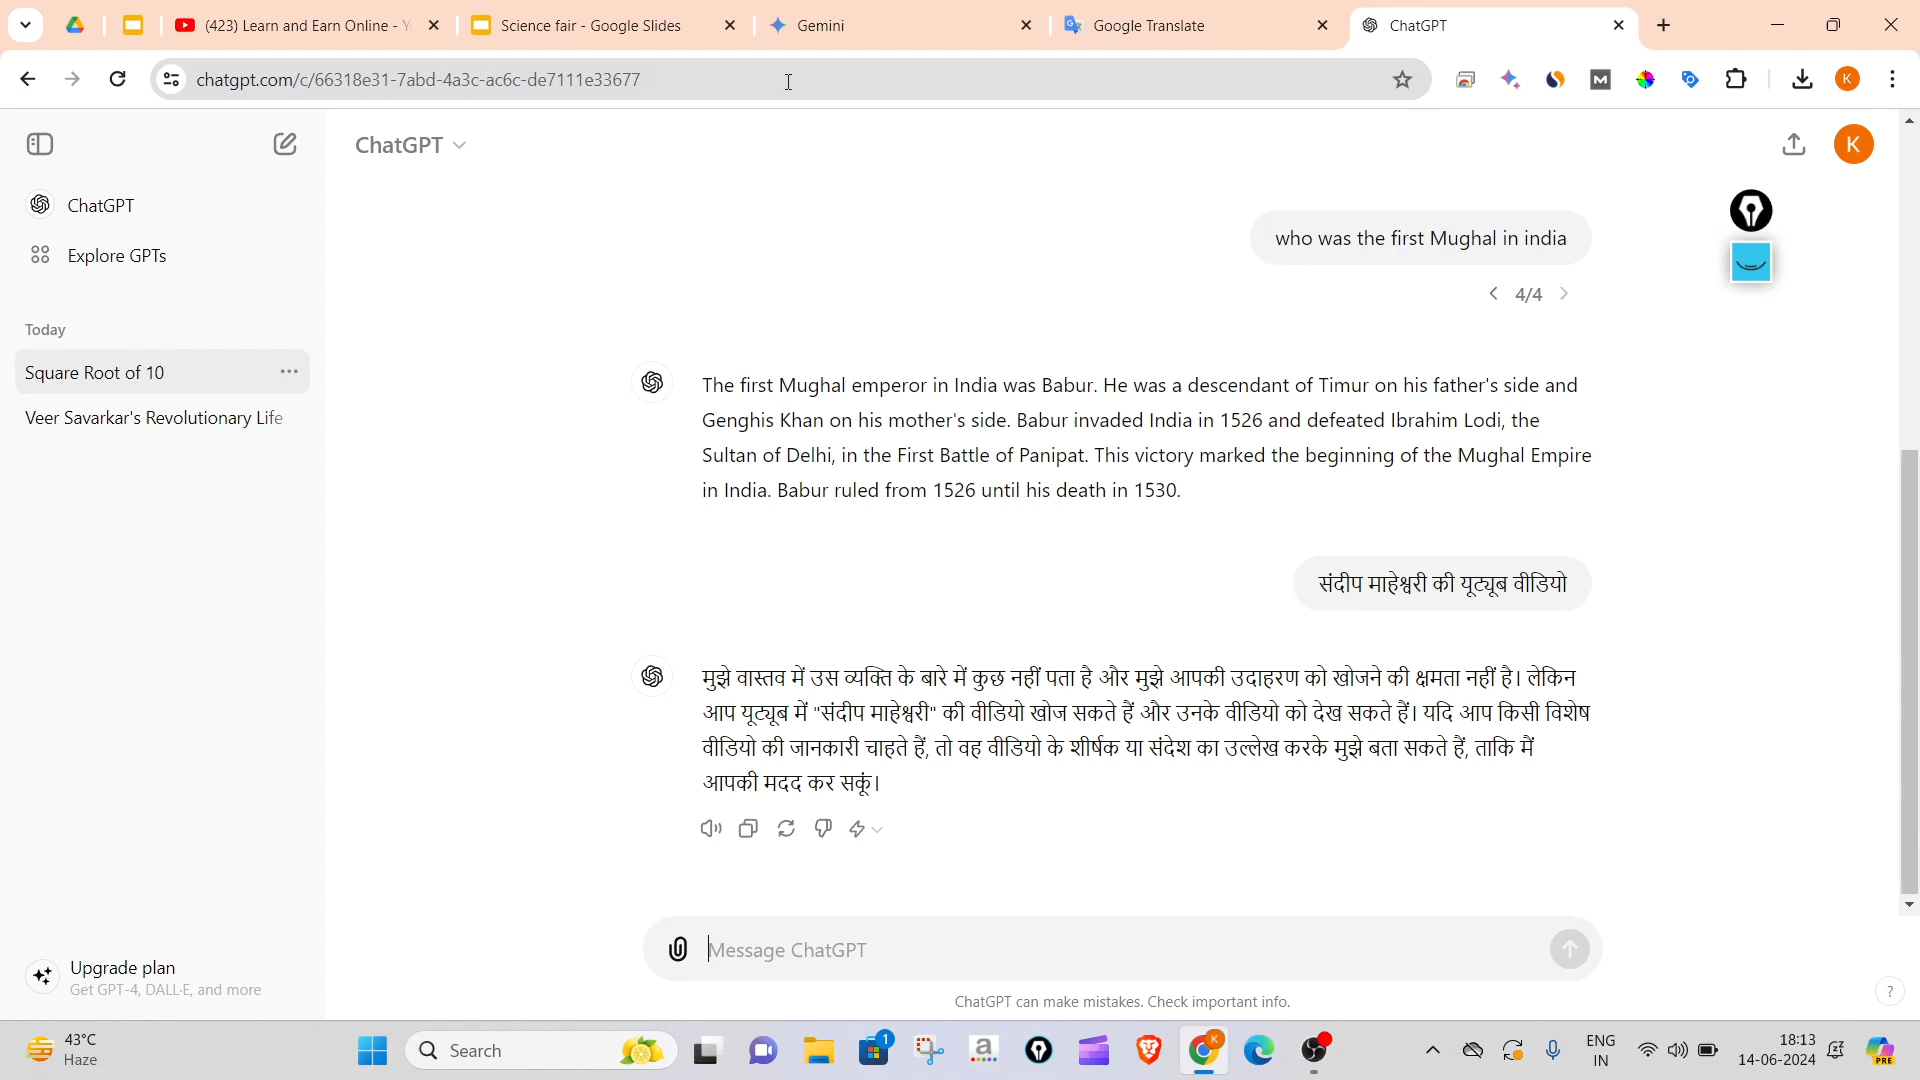 (423) Learn and Earn Online - Y
Science fair - Google Slides
Gemini
Google Translate
ChatGPT
chatgpt.com/c/66318e31-7abd-4a3c-ac6c-de7111e33677
M
K
ChatGPT
K
ChatGPT
Explore GPTs
who was the first Mughal in india
4/4
Today
Square Root of 10
Veer Savarkar's Revolutionary Life
The first Mughal emperor in India was Babur. He was a descendant of Timur on his father's side and
Genghis Khan on his mother's side. Babur invaded India in 1526 and defeated Ibrahim Lodi, the
Sultan of Delhi, in the First Battle of Panipat. This victory marked the beginning of the Mughal Empire
in India. Babur ruled from 1526 until his death in 1530.
संदीप माहेश्वरी की यूट्यूब वीडियो
मुझे वास्तव में उस व्यक्ति के बारे में कुछ नहीं पता है और मुझे आपकी उदाहरण को खोजने की क्षमता नहीं है। लेकिन
आप यूट्यूब में "संदीप माहेश्वरी" की वीडियो खोज सकते हैं और उनके वीडियो को देख सकते हैं। यदि आप किसी विशेष
वीडियो की जानकारी चाहते हैं, तो वह वीडियो के शीर्षक या संदेश का उल्लेख करके मुझे बता सकते हैं, ताकि मैं
आपकी मदद कर सकूं।
Message ChatGPT
Upgrade plan
Get GPT-4, DALL·E, and more
ChatGPT can make mistakes. Check important info.
?
43°C
Haze
Search
1
a
K
ENG
IN
18:13
14-06-2024
PRE